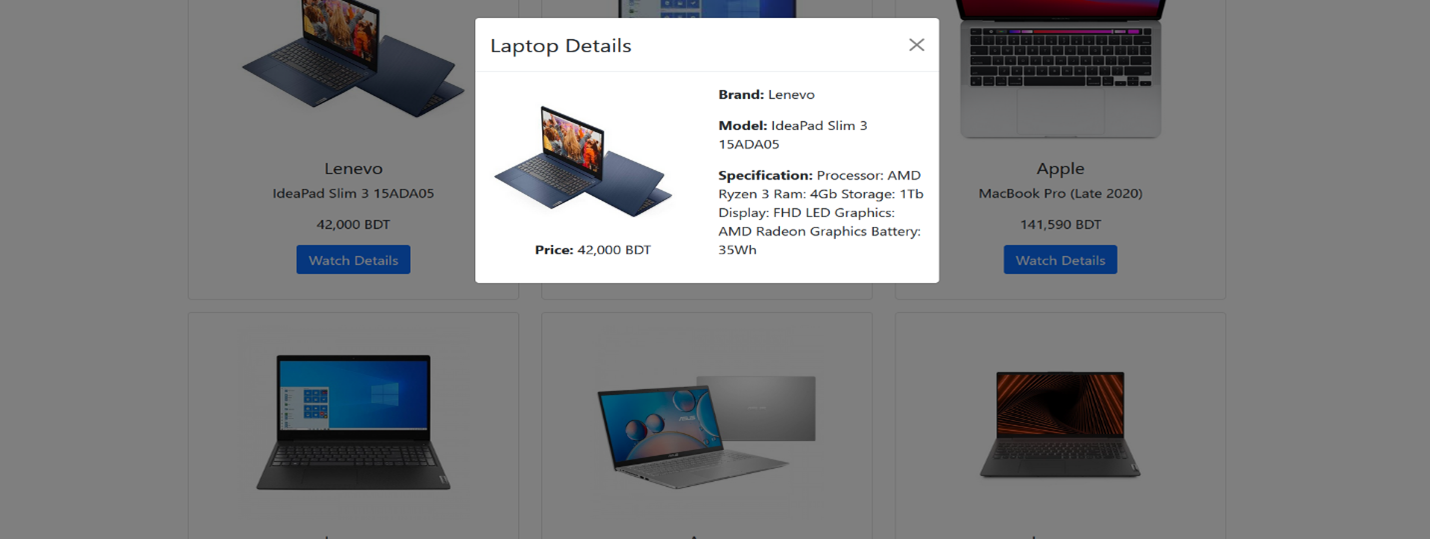 Laptop Details
Brand: Lenevo
Model: IdeaPad Slim 3
15ADA05
Specification: Processor: AMD
Ryzen 3 Ram: 4Gb Storage: 1Tb
Display: FHD LED Graphics:
AMD Radeon Graphics Battery:
35Wh
Price: 42,000 BDT
Lenevo
IdeaPad Slim 3 15ADA05
42,000 BDT
Watch Details
Apple
MacBook Pro (Late 2020)
141,590 BDT
Watch Details